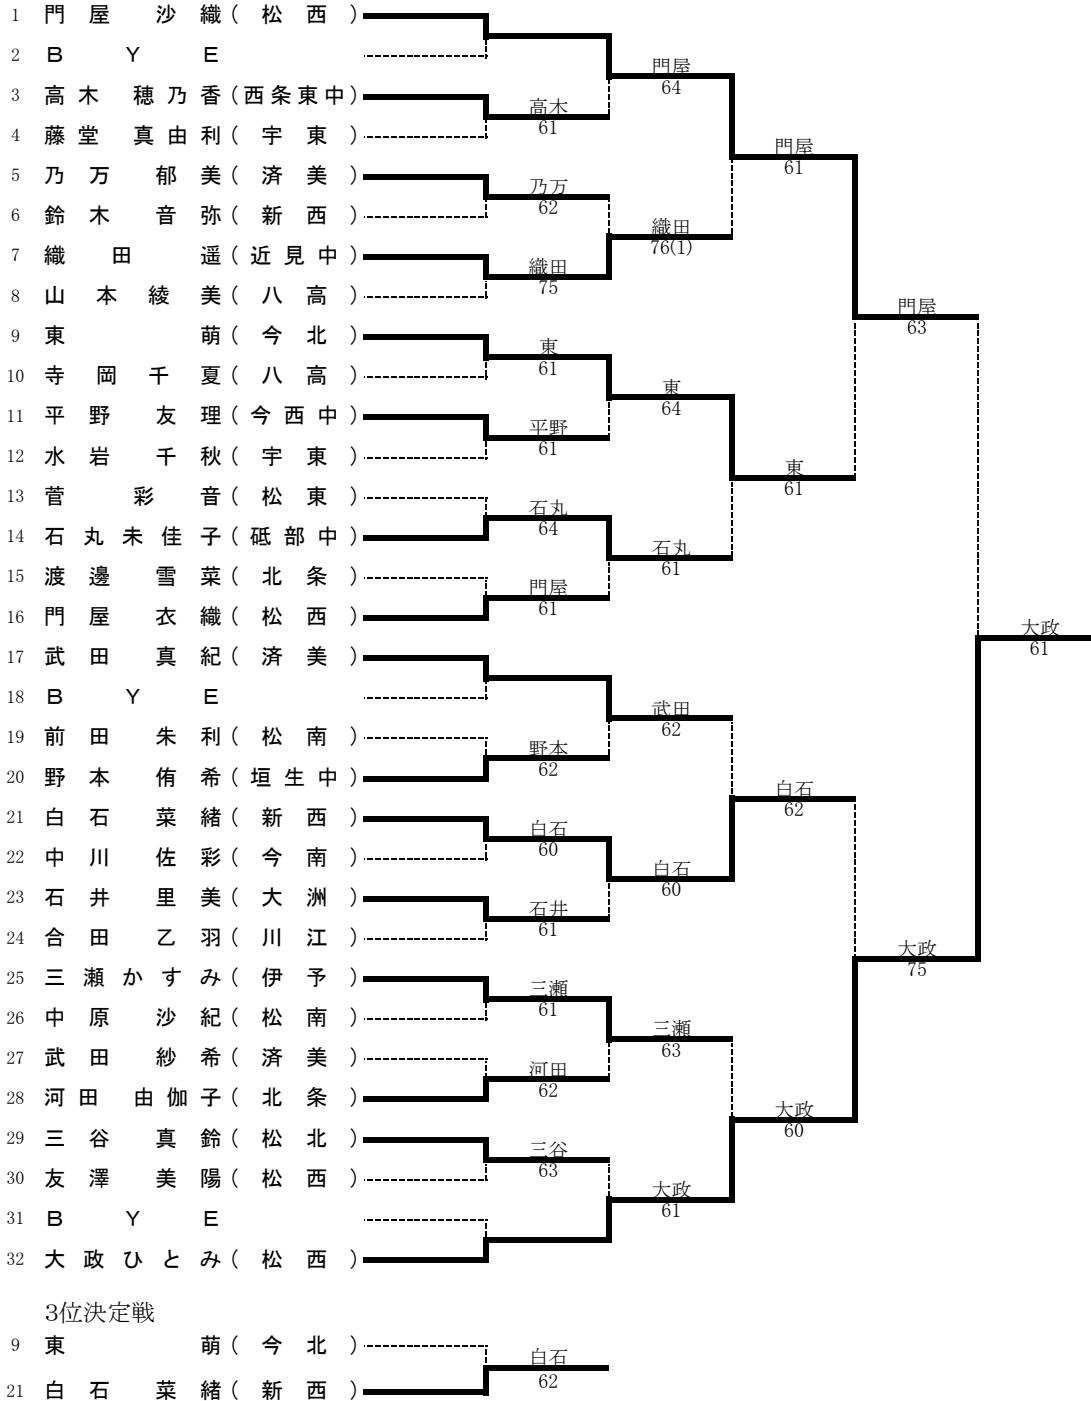 1 門屋 沙織(松西)
2 ＢＹＥ
門屋
64
3 高木 穂乃香(西条東中)
高木
61
4 藤堂 真由利(宇東)
門屋
61
5 乃万 郁美(済美)
乃万
62
6 鈴木 音弥(新西)
織田
76(1)
7 織田 遥(近見中)
織田
75
8 山本綾美(八高)
門屋
63
9 東 萌(今北)
東
61
10 寺岡千夏(八高)
東
64
11 平野 友理(今西中)
平野
61
12 水岩 千秋(宇東)
東
61
13 菅 彩音(松東)
石丸
64
14 石丸未佳子(砥部中)
石丸
61
15 渡邊 雪菜(北条)
門屋
61
16 門屋 衣織(松西)
大政
61
17 武田 真紀(済美)
18 ＢＹＥ
武田
62
19 前田 朱利(松南)
野本
62
20 野本 侑希(垣生中)
白石
62
21 白石 菜緒(新西)
白石
60
22 中川 佐彩(今南)
白石
60
23 石井 里美(大洲)
石井
61
24 合田 乙羽(川江)
大政
75
25 三瀬かすみ(伊予)
三瀬
61
26 中原 沙紀(松南)
三瀬
63
27 武田 紗希(済美)
河田
62
28 河田 由伽子(北条)
大政
60
29 三谷 真鈴(松北)
三谷
63
30 友澤 美陽(松西)
大政
61
31 ＢＹＥ
32 大政ひとみ(松西)
3位決定戦
9 東 萌(今北)
白石
62
21 白石 菜緒(新西)